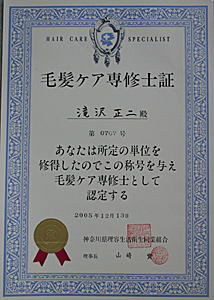 HAIR CARE SPECIALIST
毛髪ケア専修士証
滝沢 正二 殿
第 0707 号
あなたは所定の単位を
修得したのでこの称号を与え
毛髪ケア専修士として
認定する
2005年12月13日
神奈川県理容生活衛生同業組合
理事長 山崎